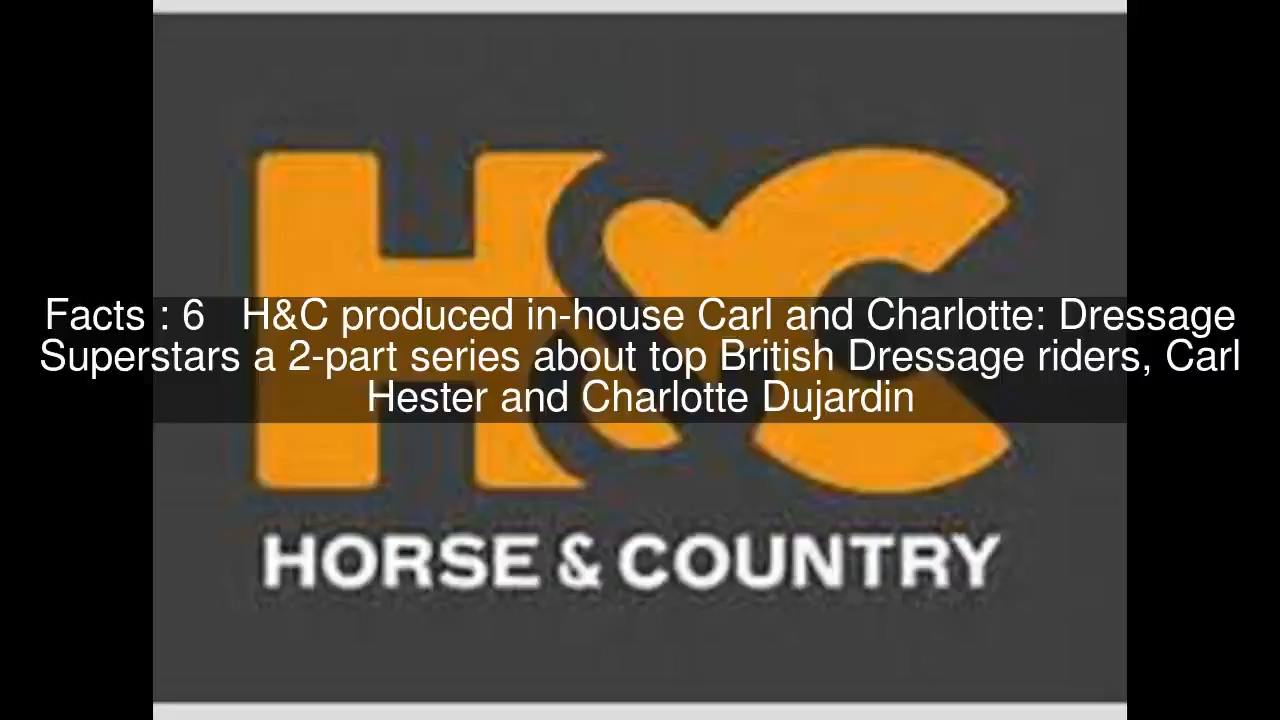 H&C
Facts : 6   H&C produced in-house Carl and Charlotte: Dressage
Superstars a 2-part series about top British Dressage riders, Carl
Hester and Charlotte Dujardin
HORSE & COUNTRY